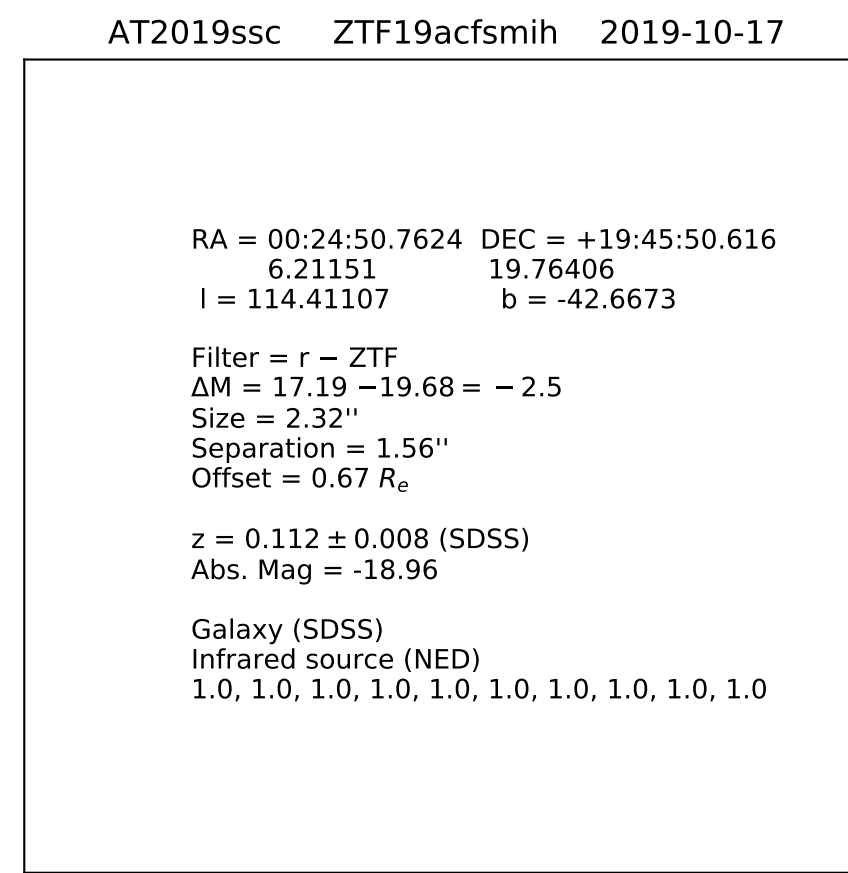 AT2019ssc ZTF19acfsmih 2019-10-17
RA = 00:24:50.7624 DEC = +19:45:50.616
6.21151 19.76406
l = 114.41107 b = -42.6673
Filter = r − ZTF
ΔM = 17.19 −19.68 = −2.5
Size = 2.32''
Separation = 1.56''
Offset = 0.67 Rₑ
z = 0.112 ± 0.008 (SDSS)
Abs. Mag = -18.96
Galaxy (SDSS)
Infrared source (NED)
1.0, 1.0, 1.0, 1.0, 1.0, 1.0, 1.0, 1.0, 1.0, 1.0